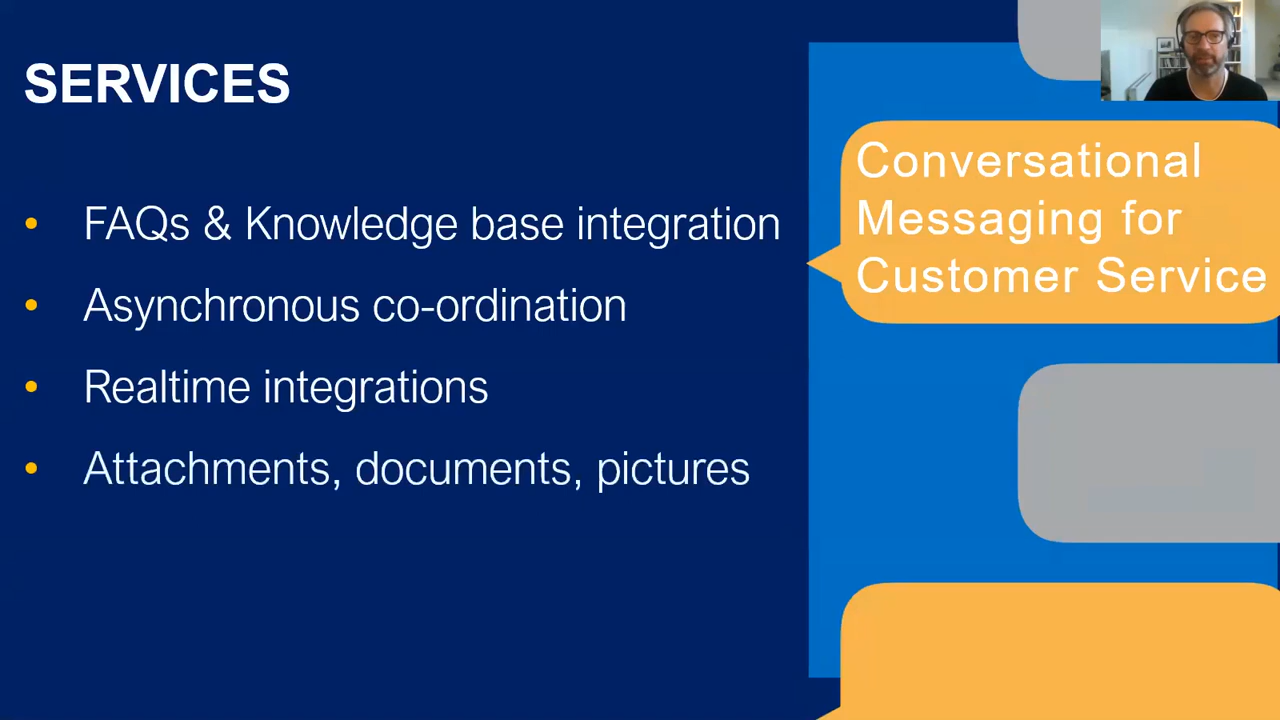 SERVICES
• FAQs & Knowledge base integration
• Asynchronous co-ordination
• Realtime integrations
• Attachments, documents, pictures
Conversational
Messaging for
Customer Service